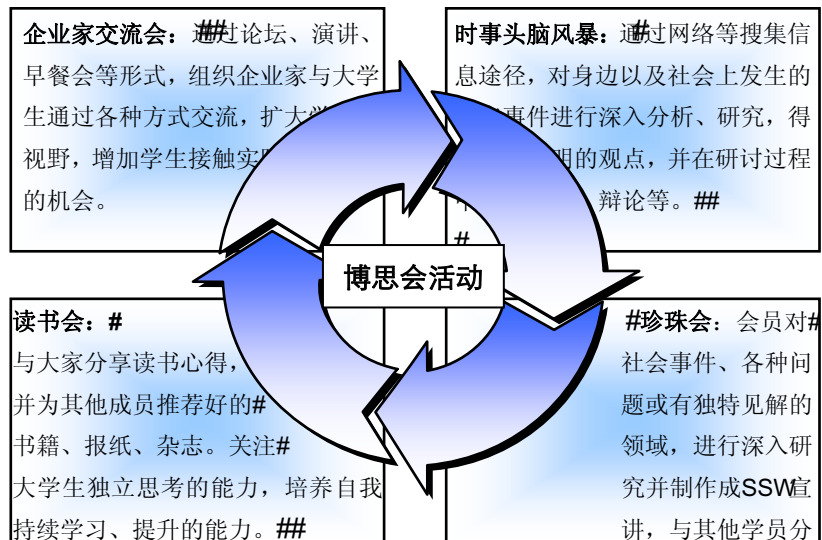 企业家交流会：##通过论坛、演讲、
早餐会等形式，组织企业家与大学
生通过各种方式交流，扩大学
视野，增加学生接触实
的机会。
时事头脑风暴：#通过网络等搜集信
息途径，对身边以及社会上发生的
事件进行深入分析、研究，得
明的观点，并在研讨过程
辩论等。##
#
博思会活动
读书会：#
与大家分享读书心得，
并为其他成员推荐好的#
书籍、报纸、杂志。关注#
大学生独立思考的能力，培养自我
持续学习、提升的能力。##
#珍珠会：会员对#
社会事件、各种问
题或有独特见解的
领域，进行深入研
究并制作成SSW宣
讲，与其他学员分